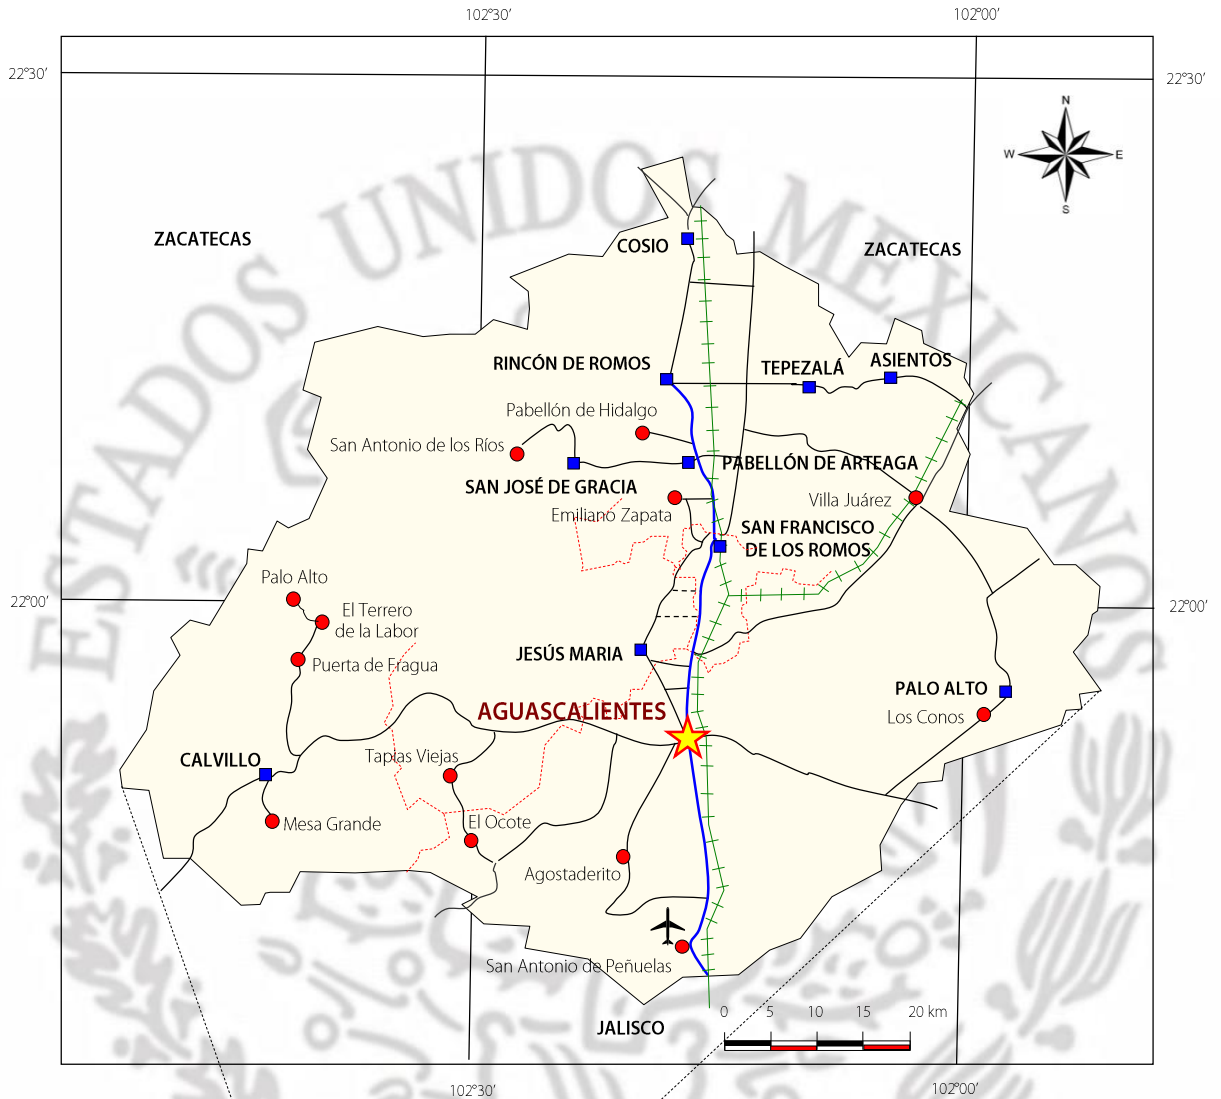 102°30'
102°00'
22°30'
22°30'
N
W
E
S
ESTADOS UNIDOS MEXICANOS
ZACATECAS
COSIO
ZACATECAS
RINCÓN DE ROMOS
TEPEZALÁ
ASIENTOS
Pabellón de Hidalgo
San Antonio de los Ríos
PABELLÓN DE ARTEAGA
SAN JOSÉ DE GRACIA
Villa Juárez
Emiliano Zapata
SAN FRANCISCO
DE LOS ROMOS
Palo Alto
22°00'
El Terrero
de la Labor
22°00'
JESÚS MARIA
Puerta de Fragua
PALO ALTO
AGUASCALIENTES
Los Conos
CALVILLO
Tapias Viejas
Mesa Grande
El Ocote
Agostaderito
San Antonio de Peñuelas
0 5 10 15 20 km
JALISCO
102°30'
102°00'